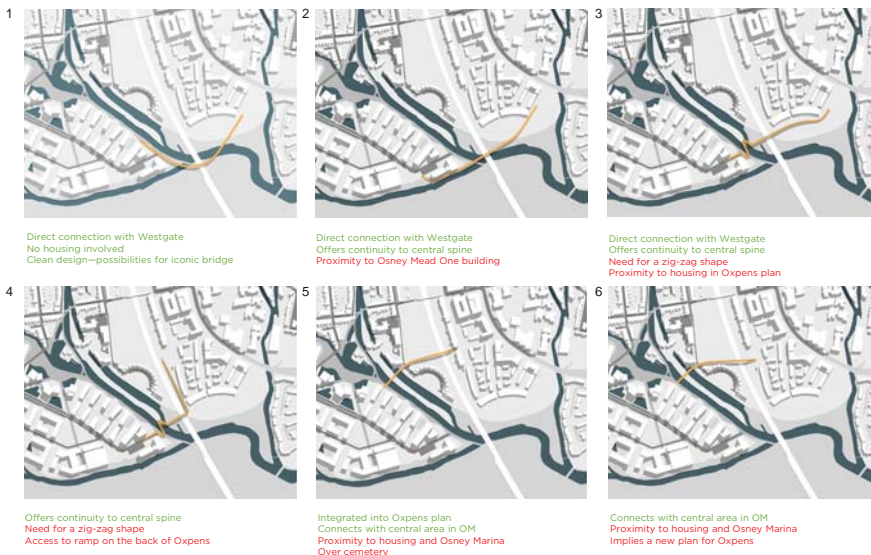 1
2
3
Direct connection with Westgate
No housing involved
Clean design—possibilities for iconic bridge
Direct connection with Westgate
Offers continuity to central spine
Proximity to Osney Mead One building
Direct connection with Westgate
Offers continuity to central spine
Need for a zig-zag shape
Proximity to housing in Oxpens plan
4
5
6
Offers continuity to central spine
Need for a zig-zag shape
Access to ramp on the back of Oxpens
Integrated into Oxpens plan
Connects with central area in OM
Proximity to housing and Osney Marina
Over cemetery
Connects with central area in OM
Proximity to housing and Osney Marina
Implies a new plan for Oxpens